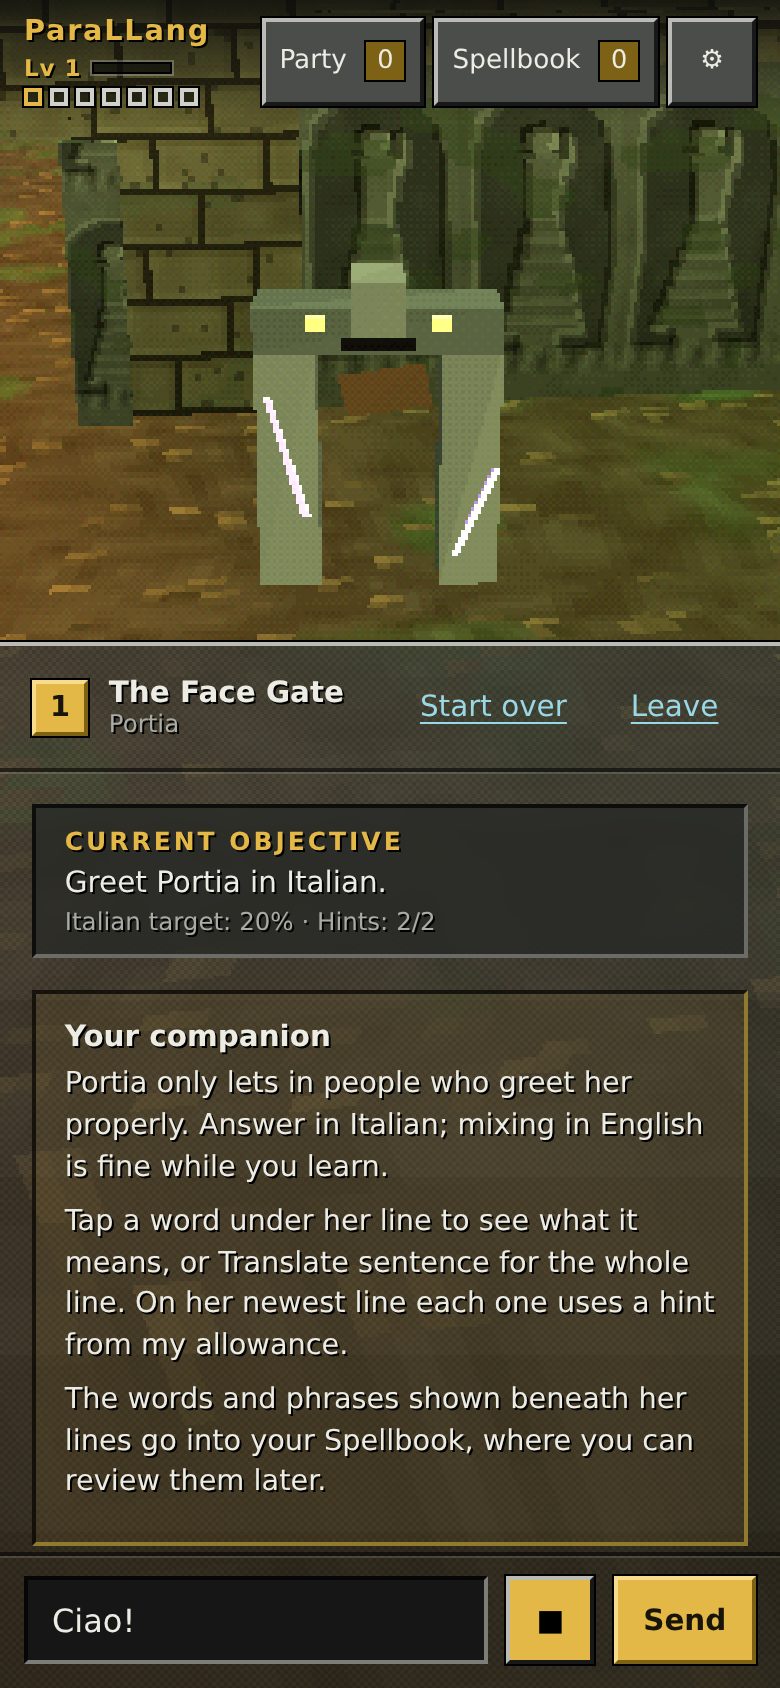 ParaLLang
Lv 1
Party 0
Spellbook 0
The Face Gate
1
Portia
Start over
Leave
CURRENT OBJECTIVE
Greet Portia in Italian.
Italian target: 20% · Hints: 2/2
Your companion
Portia only lets in people who greet her
properly. Answer in Italian; mixing in English
is fine while you learn.
Tap a word under her line to see what it
means, or Translate sentence for the whole
line. On her newest line each one uses a hint
from my allowance.
The words and phrases shown beneath her
lines go into your Spellbook, where you can
review them later.
Ciao!
Send